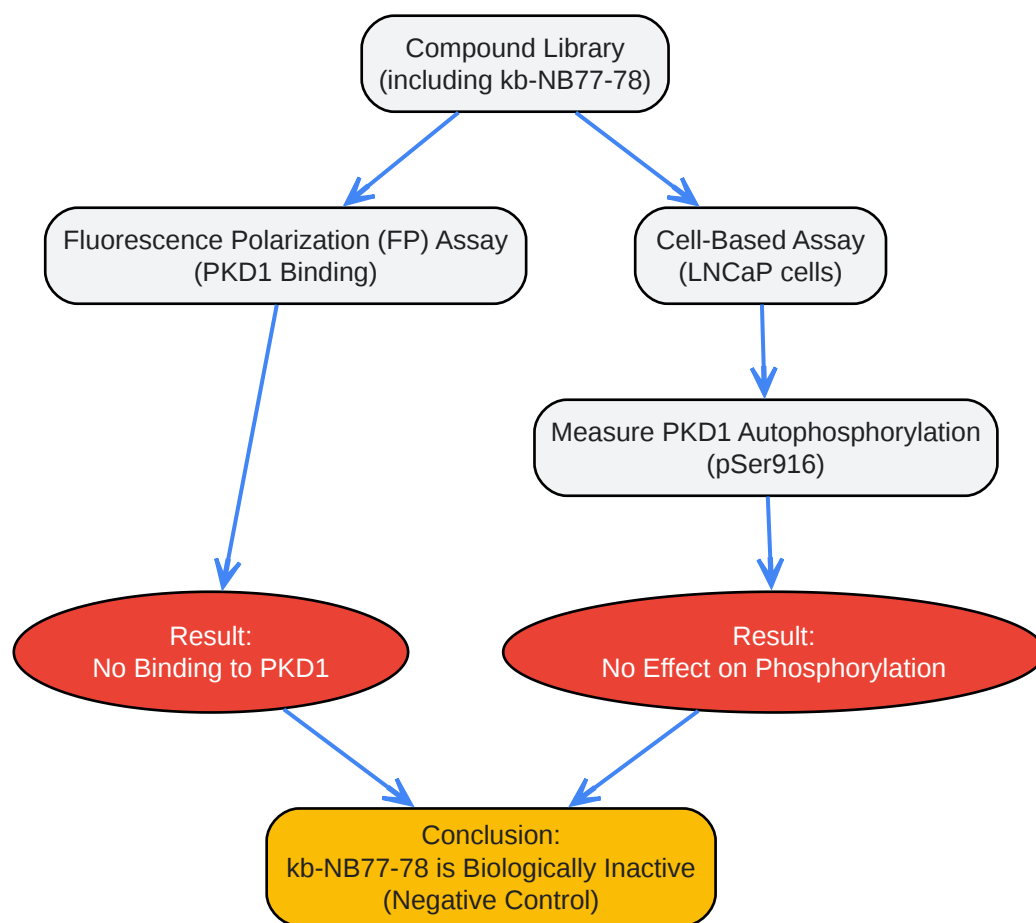 Compound Library
(including kb-NB77-78)
Fluorescence Polarization (FP) Assay
(PKD1 Binding)
Cell-Based Assay
(LNCaP cells)
Measure PKD1 Autophosphorylation
(pSer916)
Result:
No Binding to PKD1
Result:
No Effect on Phosphorylation
Conclusion:
kb-NB77-78 is Biologically Inactive
(Negative Control)